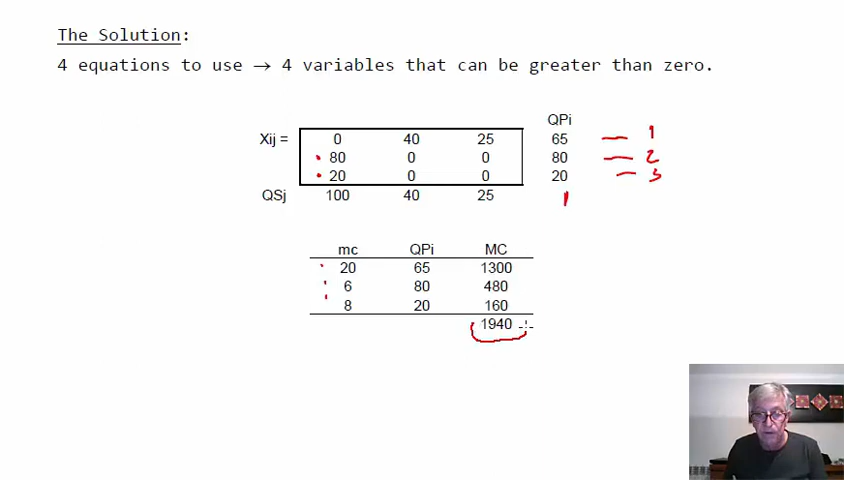 The Solution:
4 equations to use → 4 variables that can be greater than zero.
QPi
Xij = 0 40 25 65 — 1
80 0 0 80 — 2
20 0 0 20 — 3
QSj 100 40 25
mc QPi MC
20 65 1300
6 80 480
8 20 160
1940